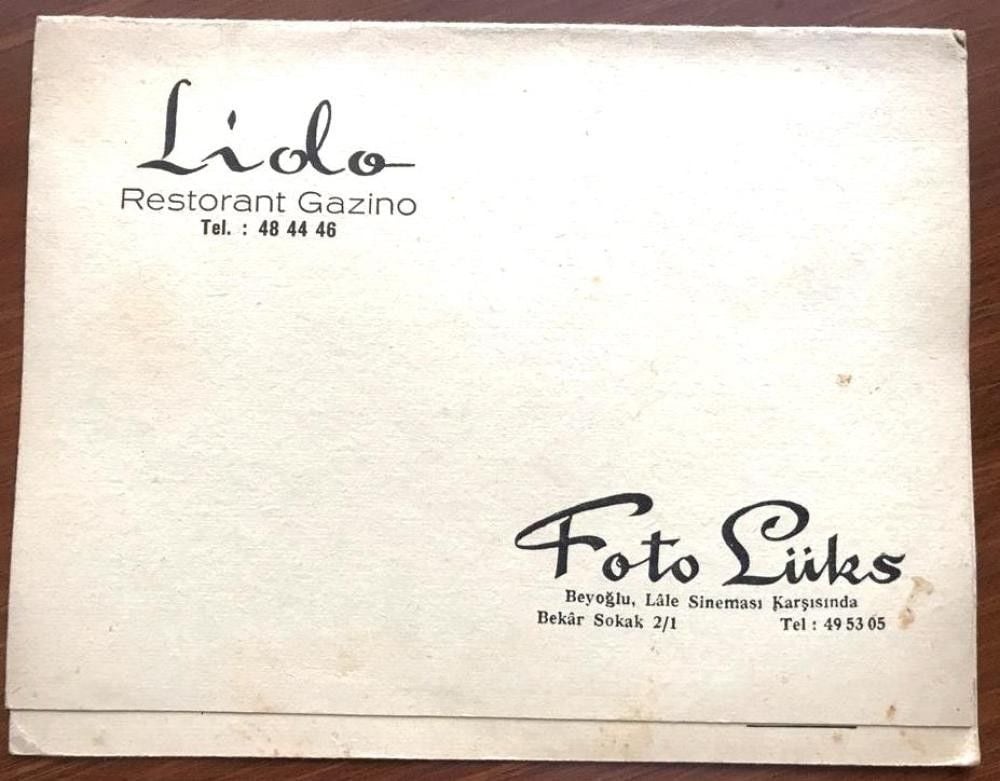 Lido
Restorant Gazino
Tel. : 48 44 46
Foto Lüks
Beyoğlu, Lâle Sineması Karşısında
Bekâr Sokak 2/1 Tel : 49 53 05